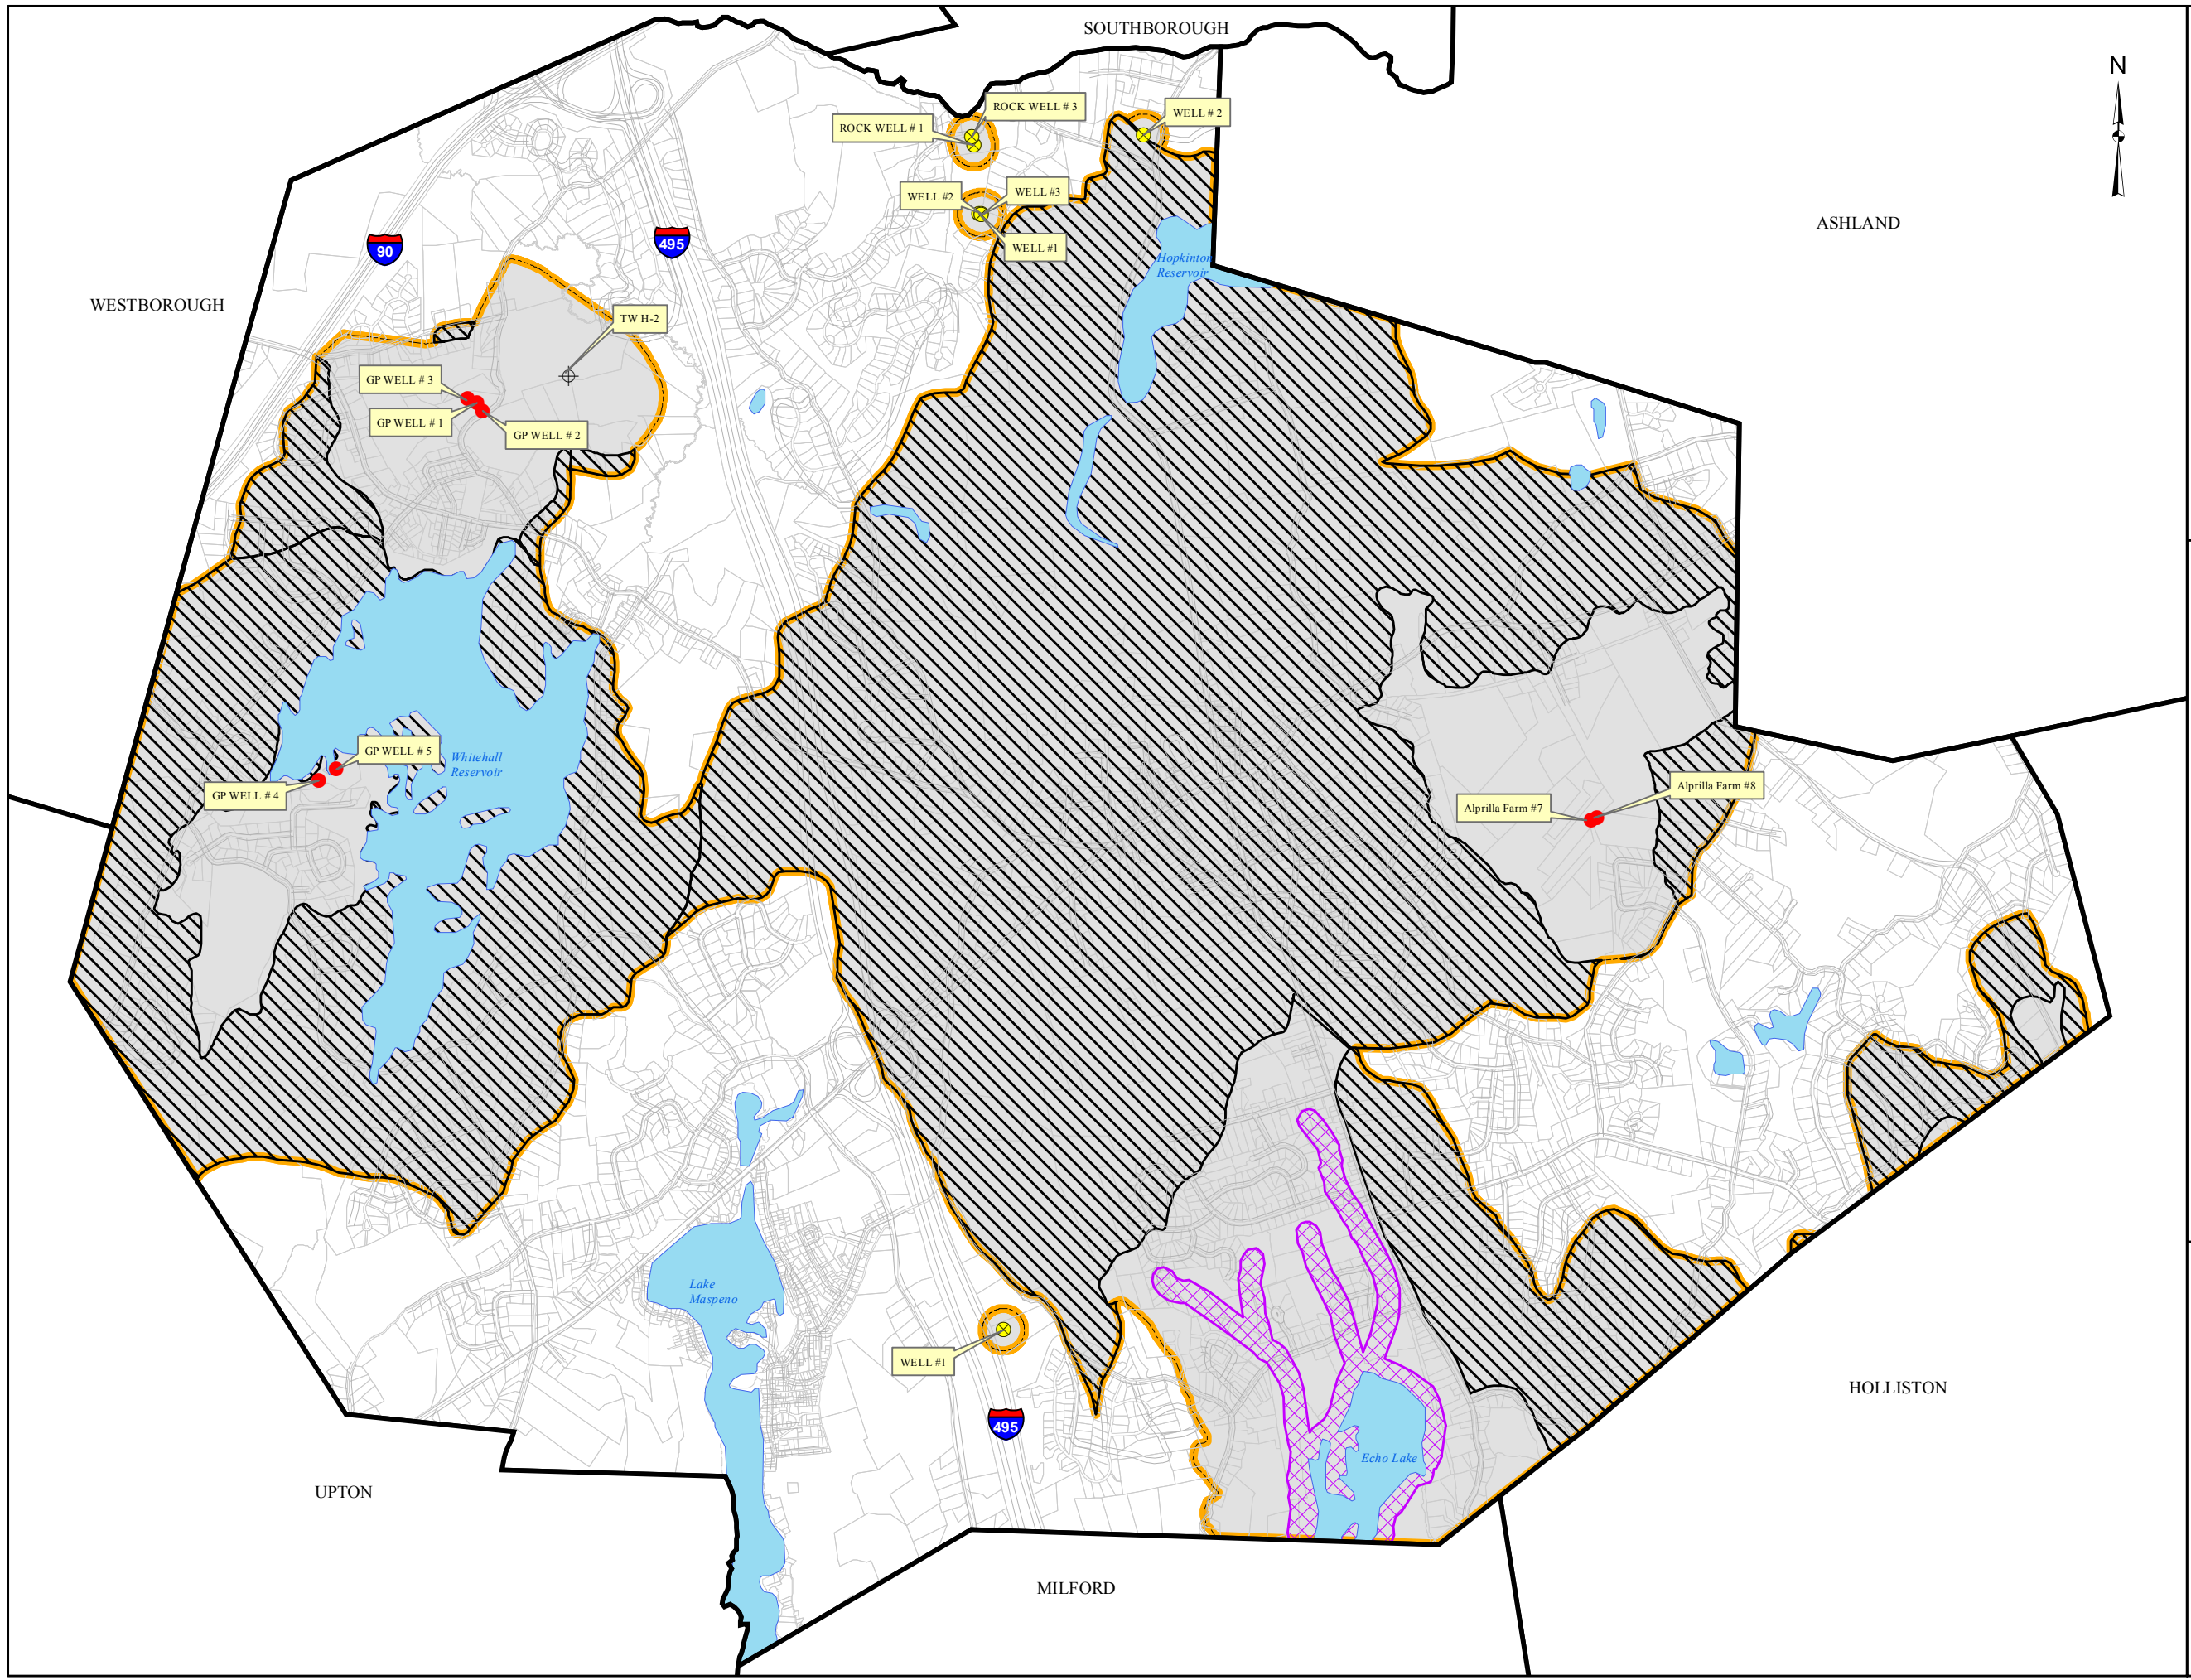 SOUTHBOROUGH
N
ROCK WELL # 3
WELL # 2
ROCK WELL # 1
WELL #2
WELL #3
ASHLAND
495
90
WELL #1
Hopkinton
Reservoir
WESTBOROUGH
TW H-2
GP WELL # 3
GP WELL # 1
GP WELL # 2
GP WELL # 5
Whitehall
Reservoir
GP WELL # 4
Alprilla Farm #8
Alprilla Farm #7
Lake
Maspeno
WELL #1
HOLLISTON
495
Echo Lake
UPTON
MILFORD